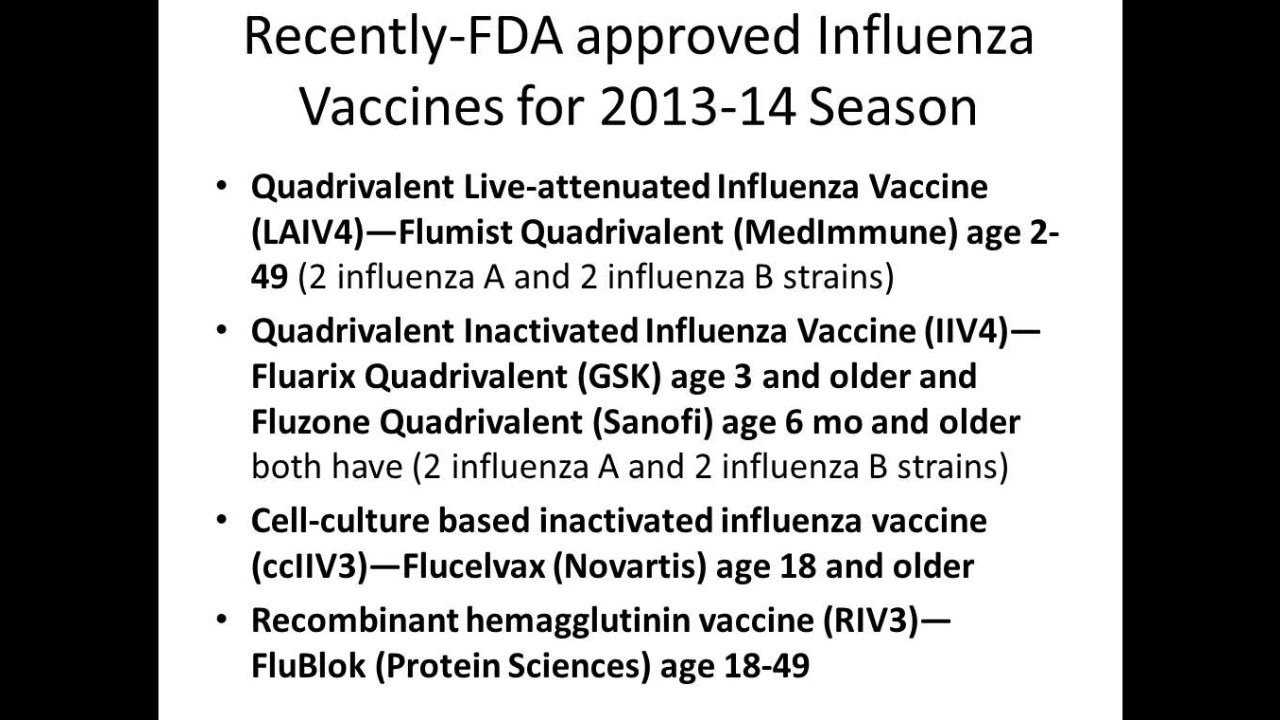 Recently-FDA approved Influenza
Vaccines for 2013-14 Season
• Quadrivalent Live-attenuated Influenza Vaccine
(LAIV4)—Flumist Quadrivalent (MedImmune) age 2-
49 (2 influenza A and 2 influenza B strains)
• Quadrivalent Inactivated Influenza Vaccine (IIV4)—
Fluarix Quadrivalent (GSK) age 3 and older and
Fluzone Quadrivalent (Sanofi) age 6 mo and older
both have (2 influenza A and 2 influenza B strains)
• Cell-culture based inactivated influenza vaccine
(ccIIV3)—Flucelvax (Novartis) age 18 and older
• Recombinant hemagglutinin vaccine (RIV3)—
FluBlok (Protein Sciences) age 18-49